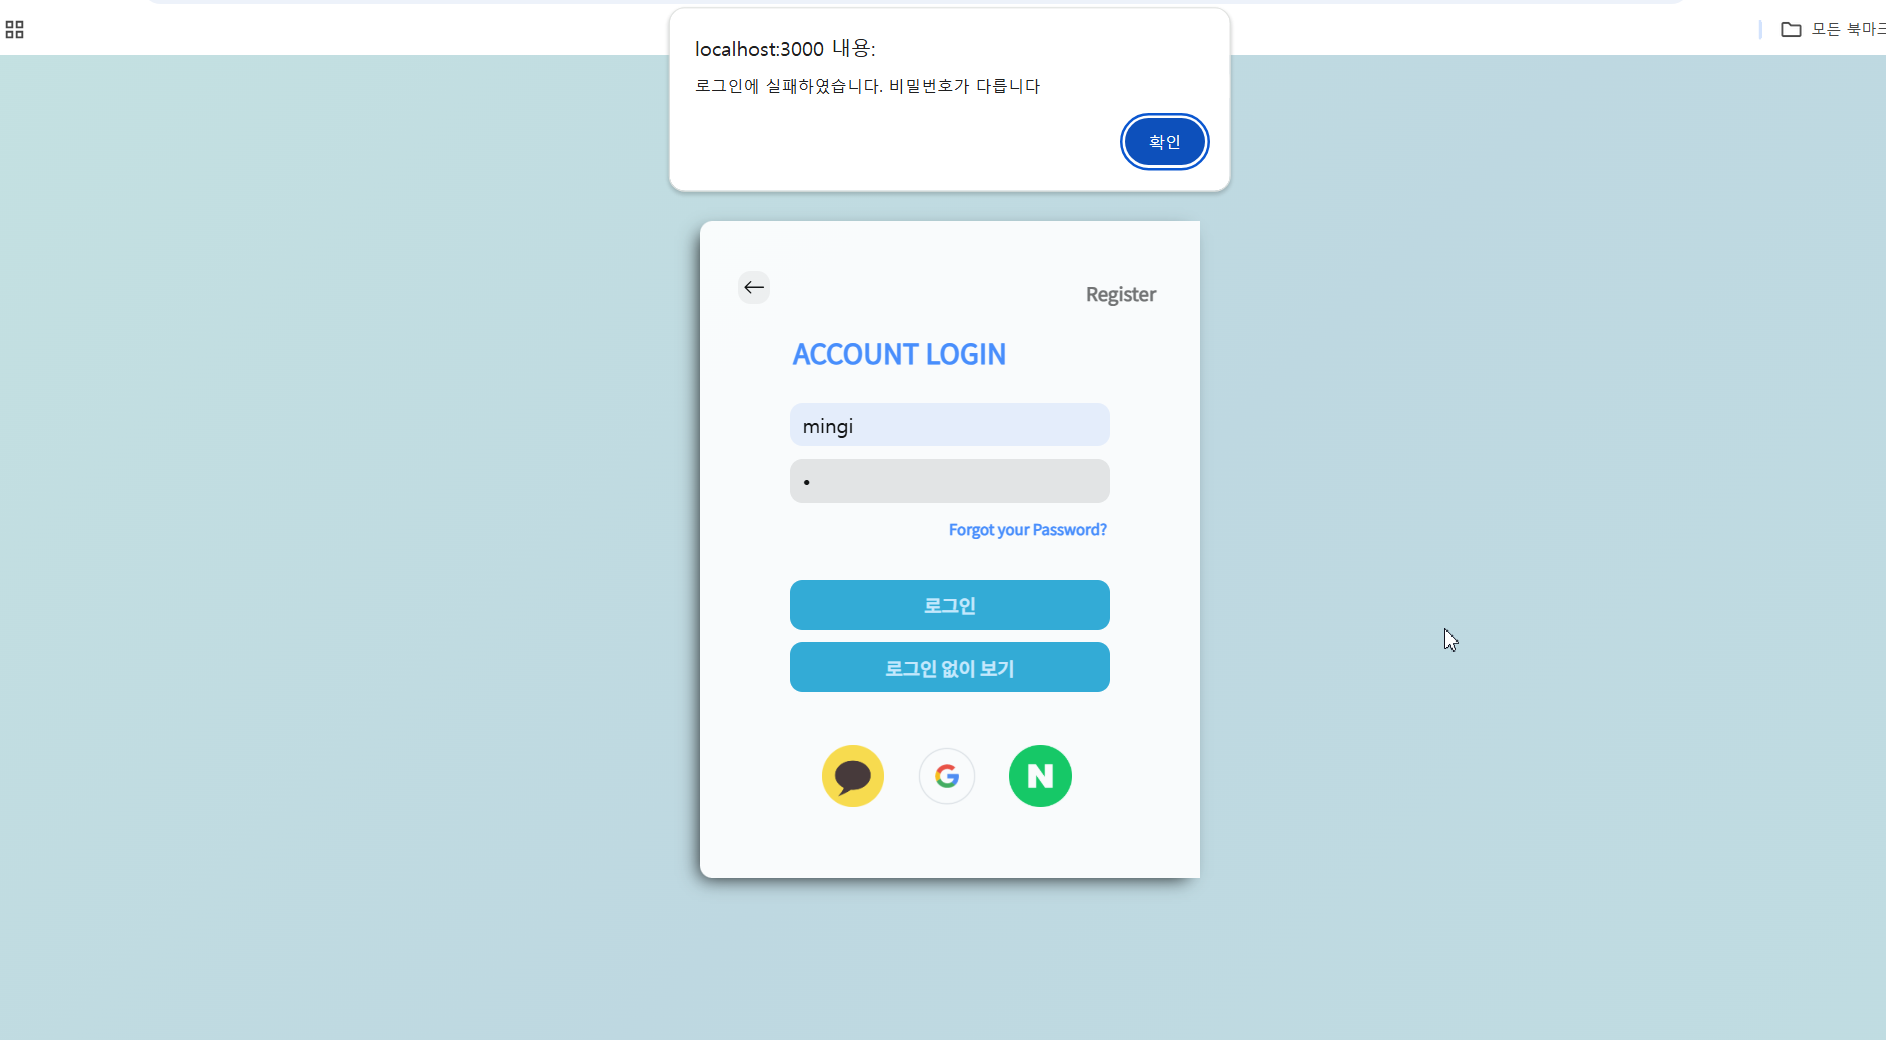 모든 북마크
localhost:3000 내용:
로그인에 실패하였습니다. 비밀번호가 다릅니다
확인
Register
ACCOUNT LOGIN
mingi
•
Forgot your Password?
로그인
로그인 없이 보기
G
N